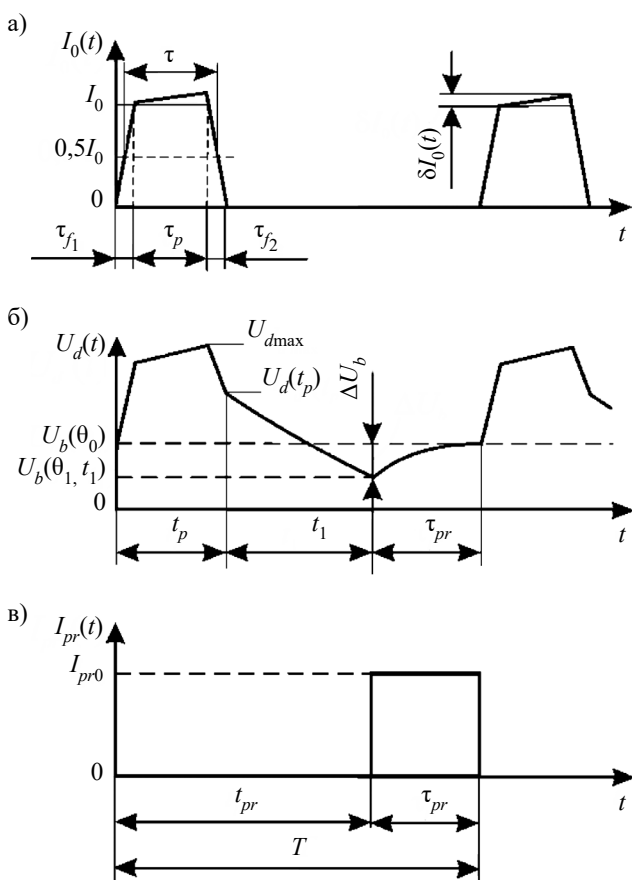 а)
I₀(t)
τ
I₀
0,5I₀
0
δI₀(t)
t
τf₁
τp
τf₂
б)
Ud(t)
Udmax
Ud(tp)
ΔUb
Ub(θ₀)
Ub(θ₁, t₁)
0
t
tp
t₁
τpr
в)
Ipr(t)
Ipr0
0
t
tpr
τpr
T